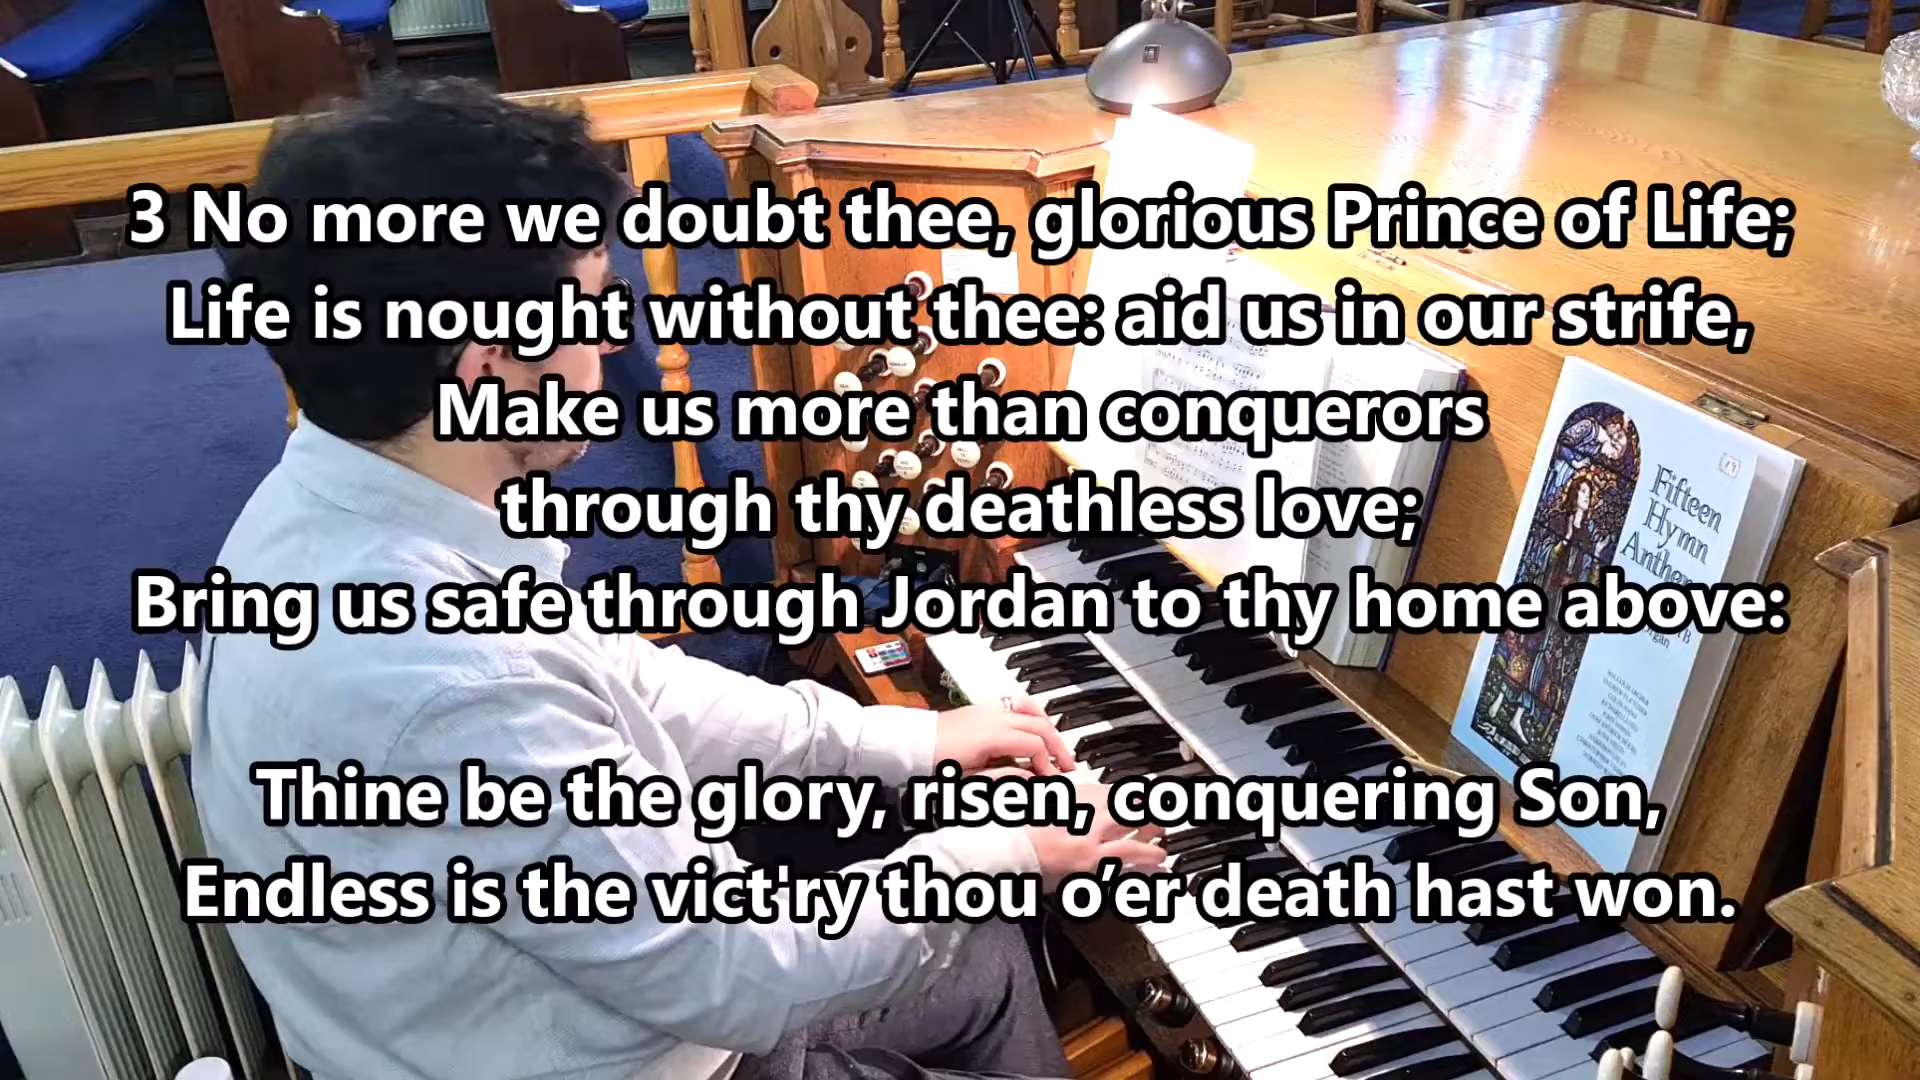 3 No more we doubt thee, glorious Prince of Life;
Life is nought without thee: aid us in our strife,
Make us more than conquerors
through thy deathless love;
Bring us safe through Jordan to thy home above:
Thine be the glory, risen, conquering Son,
Endless is the vict'ry thou o’er death hast won.
19
Fifteen
Hymn